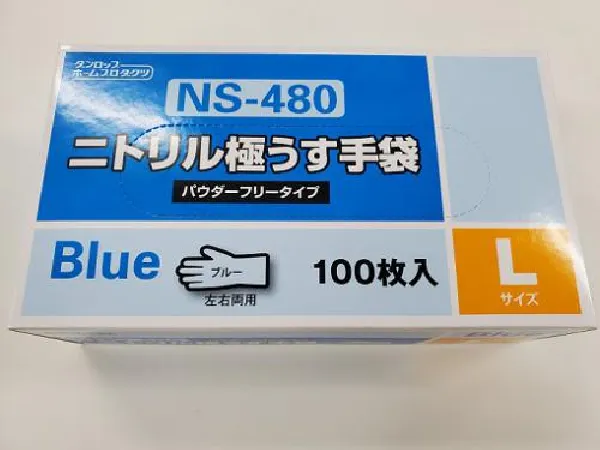 ダンロップ
ホームプロダクツ
NS-480
ニトリル極うす手袋
パウダーフリータイプ
Blue
ブルー
左右両用
100枚入
L
サイズ
Blue